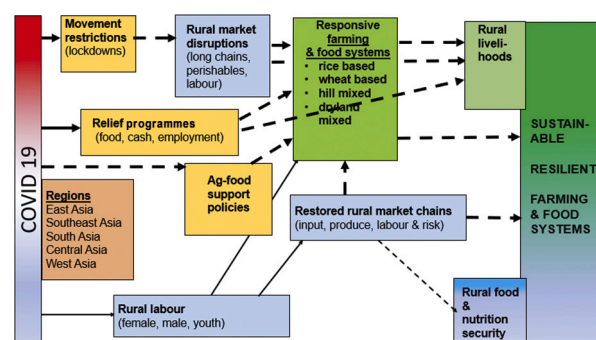 COVID 19
Movement
restrictions
(lockdowns)
Rural market
disruptions
(long chains,
perishables,
labour)
Responsive
farming
& food systems
• rice based
• wheat based
• hill mixed
• dryland
mixed
Rural
liveli-
hoods
Relief programmes
(food, cash, employment)
Ag-food
support
policies
Regions
East Asia
Southeast Asia
South Asia
Central Asia
West Asia
Restored rural market chains
(input, produce, labour & risk)
Rural labour
(female, male, youth)
Rural food
&
nutrition
security
SUSTAIN-
ABLE
RESILIENT
FARMING
& FOOD
SYSTEMS